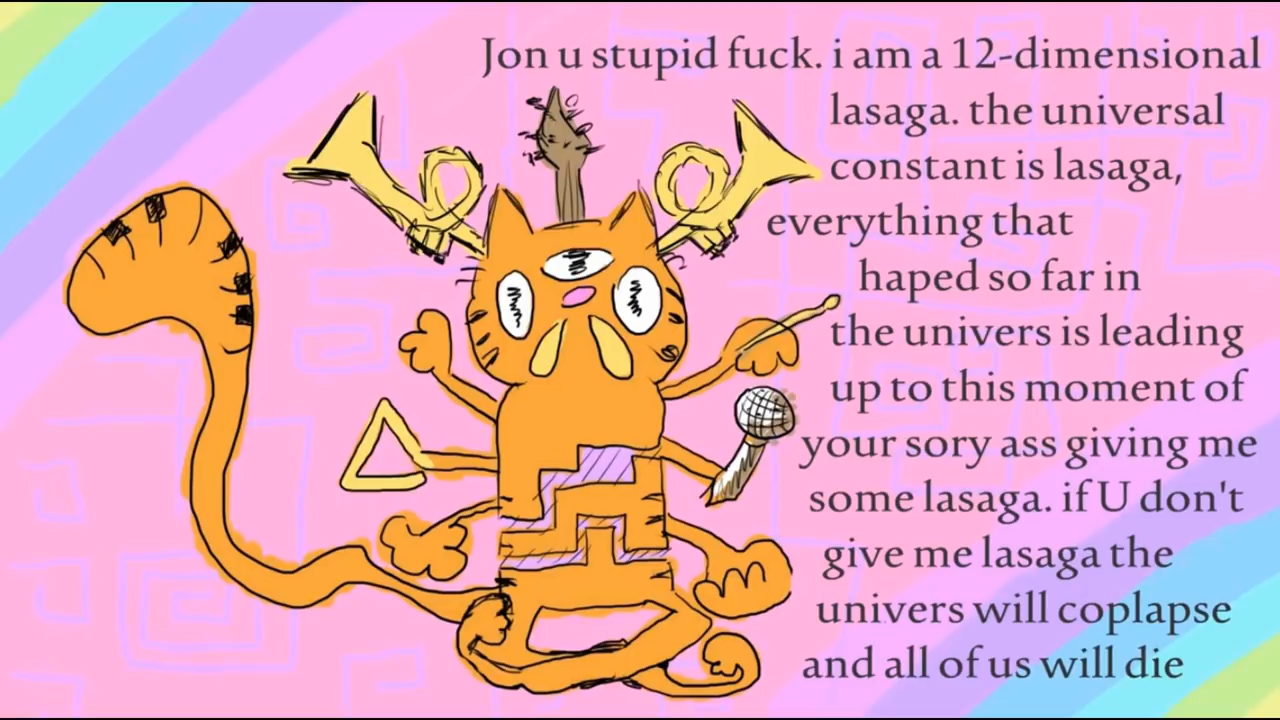 Jon u stupid fuck. i am a 12-dimensional
lasaga. the universal
constant is lasaga,
everything that
haped so far in
the univers is leading
up to this moment of
your sory ass giving me
some lasaga. if U don't
give me lasaga the
univers will coplapse
and all of us will die